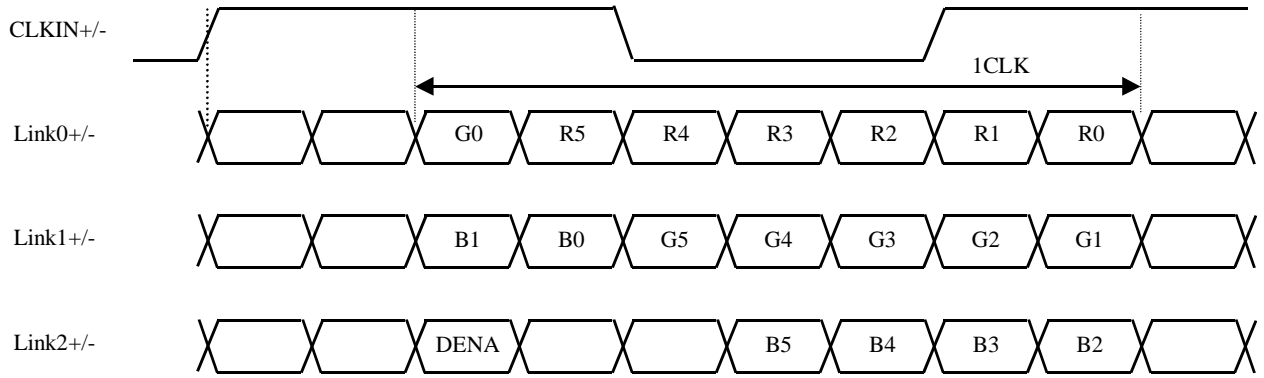 CLKIN+/-
1CLK
Link0+/- G0 R5 R4 R3 R2 R1 R0
Link1+/- B1 B0 G5 G4 G3 G2 G1
Link2+/- DENA B5 B4 B3 B2